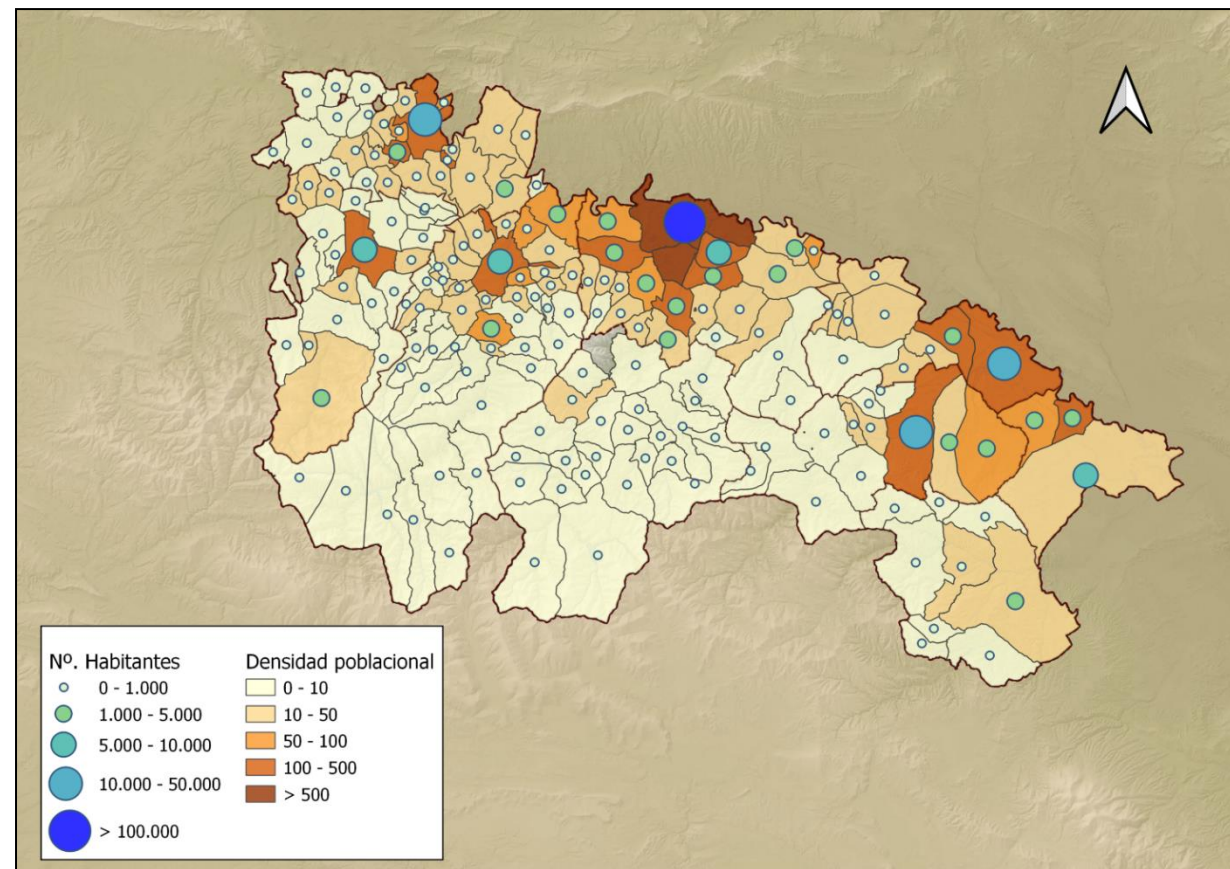 Nº. Habitantes
0 - 1.000
1.000 - 5.000
5.000 - 10.000
10.000 - 50.000
> 100.000
Densidad poblacional
0 - 10
10 - 50
50 - 100
100 - 500
> 500